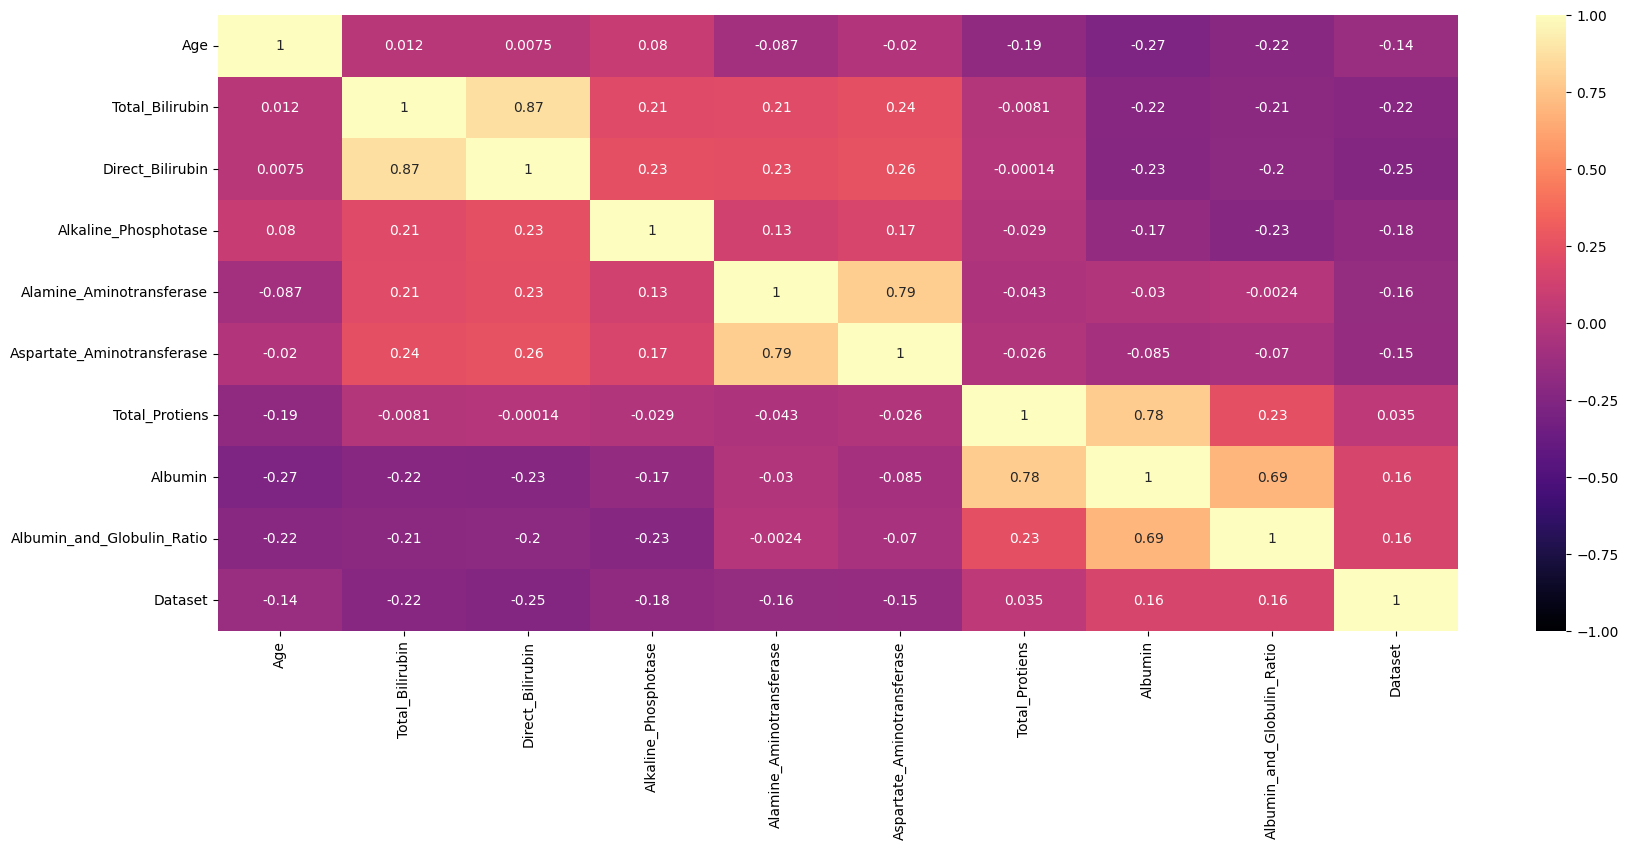 Age 1 0.012 0.0075 0.08 -0.087 -0.02 -0.19 -0.27 -0.22 -0.14
Total_Bilirubin 0.012 1 0.87 0.21 0.21 0.24 -0.0081 -0.22 -0.21 -0.22
Direct_Bilirubin 0.0075 0.87 1 0.23 0.23 0.26 -0.00014 -0.23 -0.2 -0.25
Alkaline_Phosphotase 0.08 0.21 0.23 1 0.13 0.17 -0.029 -0.17 -0.23 -0.18
Alamine_Aminotransferase -0.087 0.21 0.23 0.13 1 0.79 -0.043 -0.03 -0.0024 -0.16
Aspartate_Aminotransferase -0.02 0.24 0.26 0.17 0.79 1 -0.026 -0.085 -0.07 -0.15
Total_Protiens -0.19 -0.0081 -0.00014 -0.029 -0.043 -0.026 1 0.78 0.23 0.035
Albumin -0.27 -0.22 -0.23 -0.17 -0.03 -0.085 0.78 1 0.69 0.16
Albumin_and_Globulin_Ratio -0.22 -0.21 -0.2 -0.23 -0.0024 -0.07 0.23 0.69 1 0.16
Dataset -0.14 -0.22 -0.25 -0.18 -0.16 -0.15 0.035 0.16 0.16 1
Age
Total_Bilirubin
Direct_Bilirubin
Alkaline_Phosphotase
Alamine_Aminotransferase
Aspartate_Aminotransferase
Total_Protiens
Albumin
Albumin_and_Globulin_Ratio
Dataset
1.00
0.75
0.50
0.25
0.00
−0.25
−0.50
−0.75
−1.00